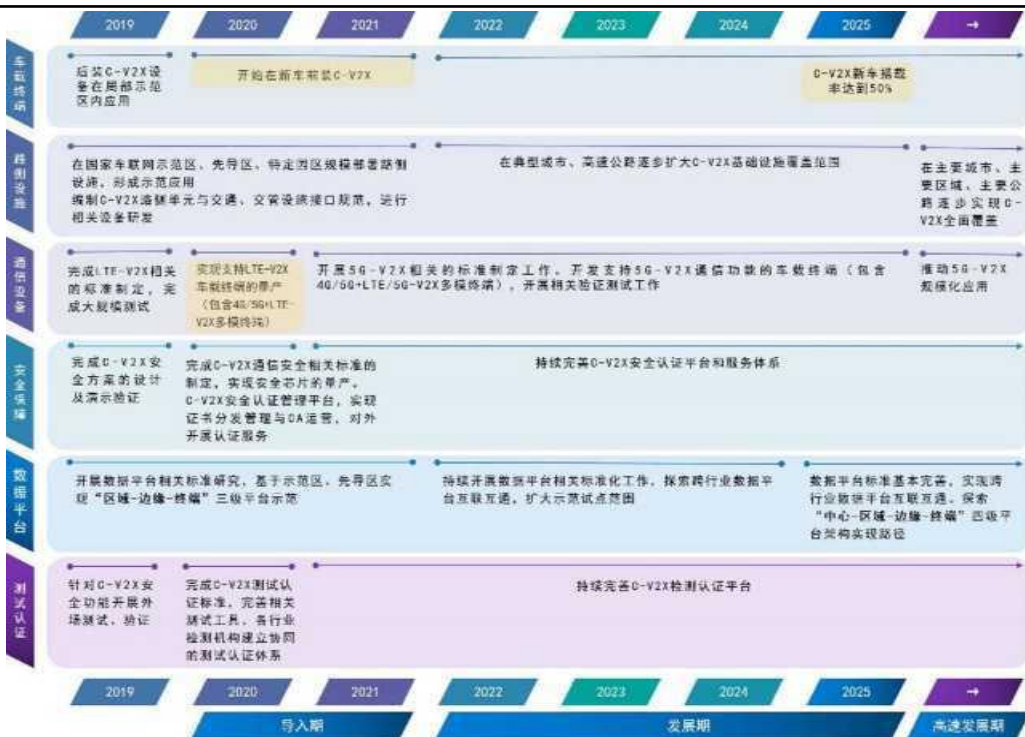 2019 2020 2021 2022 2023 2024 2025 →
车载终端
后装C-V2X设
备在局部示范
区内应用
开始在新车前装C-V2X
C-V2X新车搭载
率达到50%
路侧设施
在国家车联网示范区、先导区、特定园区规模部署路侧
设施，形成示范应用
编制C-V2X路侧单元与交通、交管设施接口规范，进行
相关设备研发
在典型城市、高速公路逐步扩大C-V2X基础设施覆盖范围
在主要城市、主
要区域、主要公
路逐步实现C-
V2X全面覆盖
通信设备
完成LTE-V2X相关
的标准制定，完
成大规模测试
实现支持LTE-V2X
车载终端的量产
（包含4G/5G+LTE-
V2X多模终端）
开展5G-V2X相关的标准制定工作，开发支持5G-V2X通信功能的车载终端（包含
4G/5G+LTE/5G-V2X多模终端），开展相关验证测试工作
推动5G-V2X
规模化应用
安全保障
完成C-V2X安
全方案的设计
及演示验证
完成C-V2X通信安全相关标准的
制定，实现安全芯片的量产。
C-V2X安全认证管理平台，实现
证书分发管理与CA运营，对外
开展认证服务
持续完善C-V2X安全认证平台和服务体系
数据平台
开展数据平台相关标准研究，基于示范区、先导区实
现“区域-边缘-终端”三级平台示范
持续开展数据平台相关标准化工作，探索跨行业数据平
台互联互通，扩大示范试点范围
数据平台标准基本完善，实现跨
行业数据平台互联互通，探索
“中心-区域-边缘-终端”四级平
台架构实现路径
测试认证
针对C-V2X安
全功能开展外
场测试、验证
完成C-V2X测试认
证标准，完善相关
测试工具，各行业
检测机构建立协同
的测试认证体系
持续完善C-V2X检测认证平台
2019 2020 2021 2022 2023 2024 2025 →
导入期 发展期 高速发展期